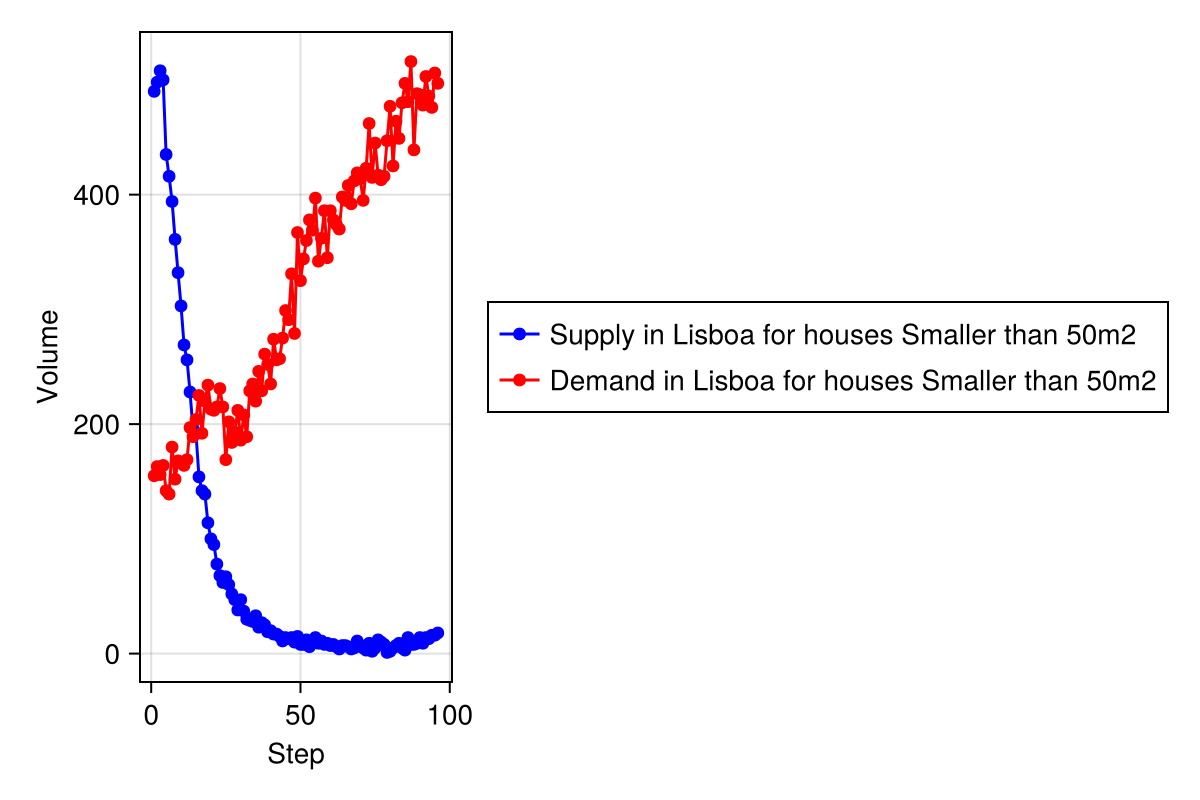 400
200
0
Volume
0 50 100
Step
Supply in Lisboa for houses Smaller than 50m2
Demand in Lisboa for houses Smaller than 50m2